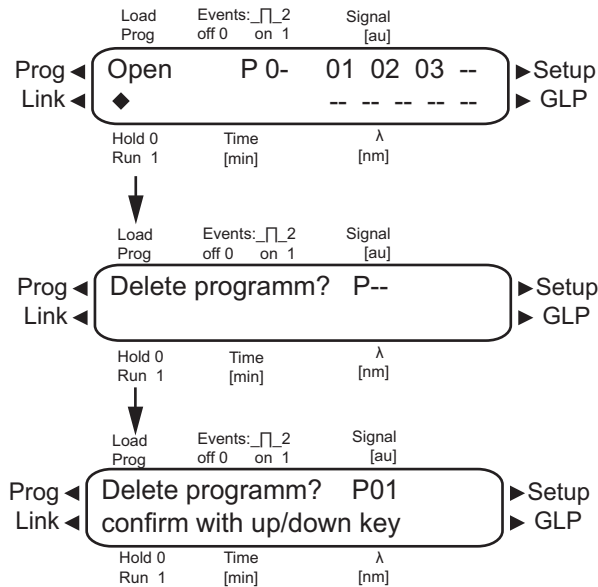 Load Events:_∏_2 Signal
Prog off 0 on 1 [au]
Prog ◄ Open P 0- 01 02 03 -- ►Setup
Link ◄ ◆ -- -- -- -- -- ► GLP
Hold 0 Time λ
Run 1 [min] [nm]
Load Events:_∏_2 Signal
Prog off 0 on 1 [au]
Prog ◄ Delete programm? P-- ►Setup
Link ◄ ► GLP
Hold 0 Time λ
Run 1 [min] [nm]
Load Events:_∏_2 Signal
Prog off 0 on 1 [au]
Prog ◄ Delete programm? P01 ►Setup
Link ◄ confirm with up/down key ► GLP
Hold 0 Time λ
Run 1 [min] [nm]